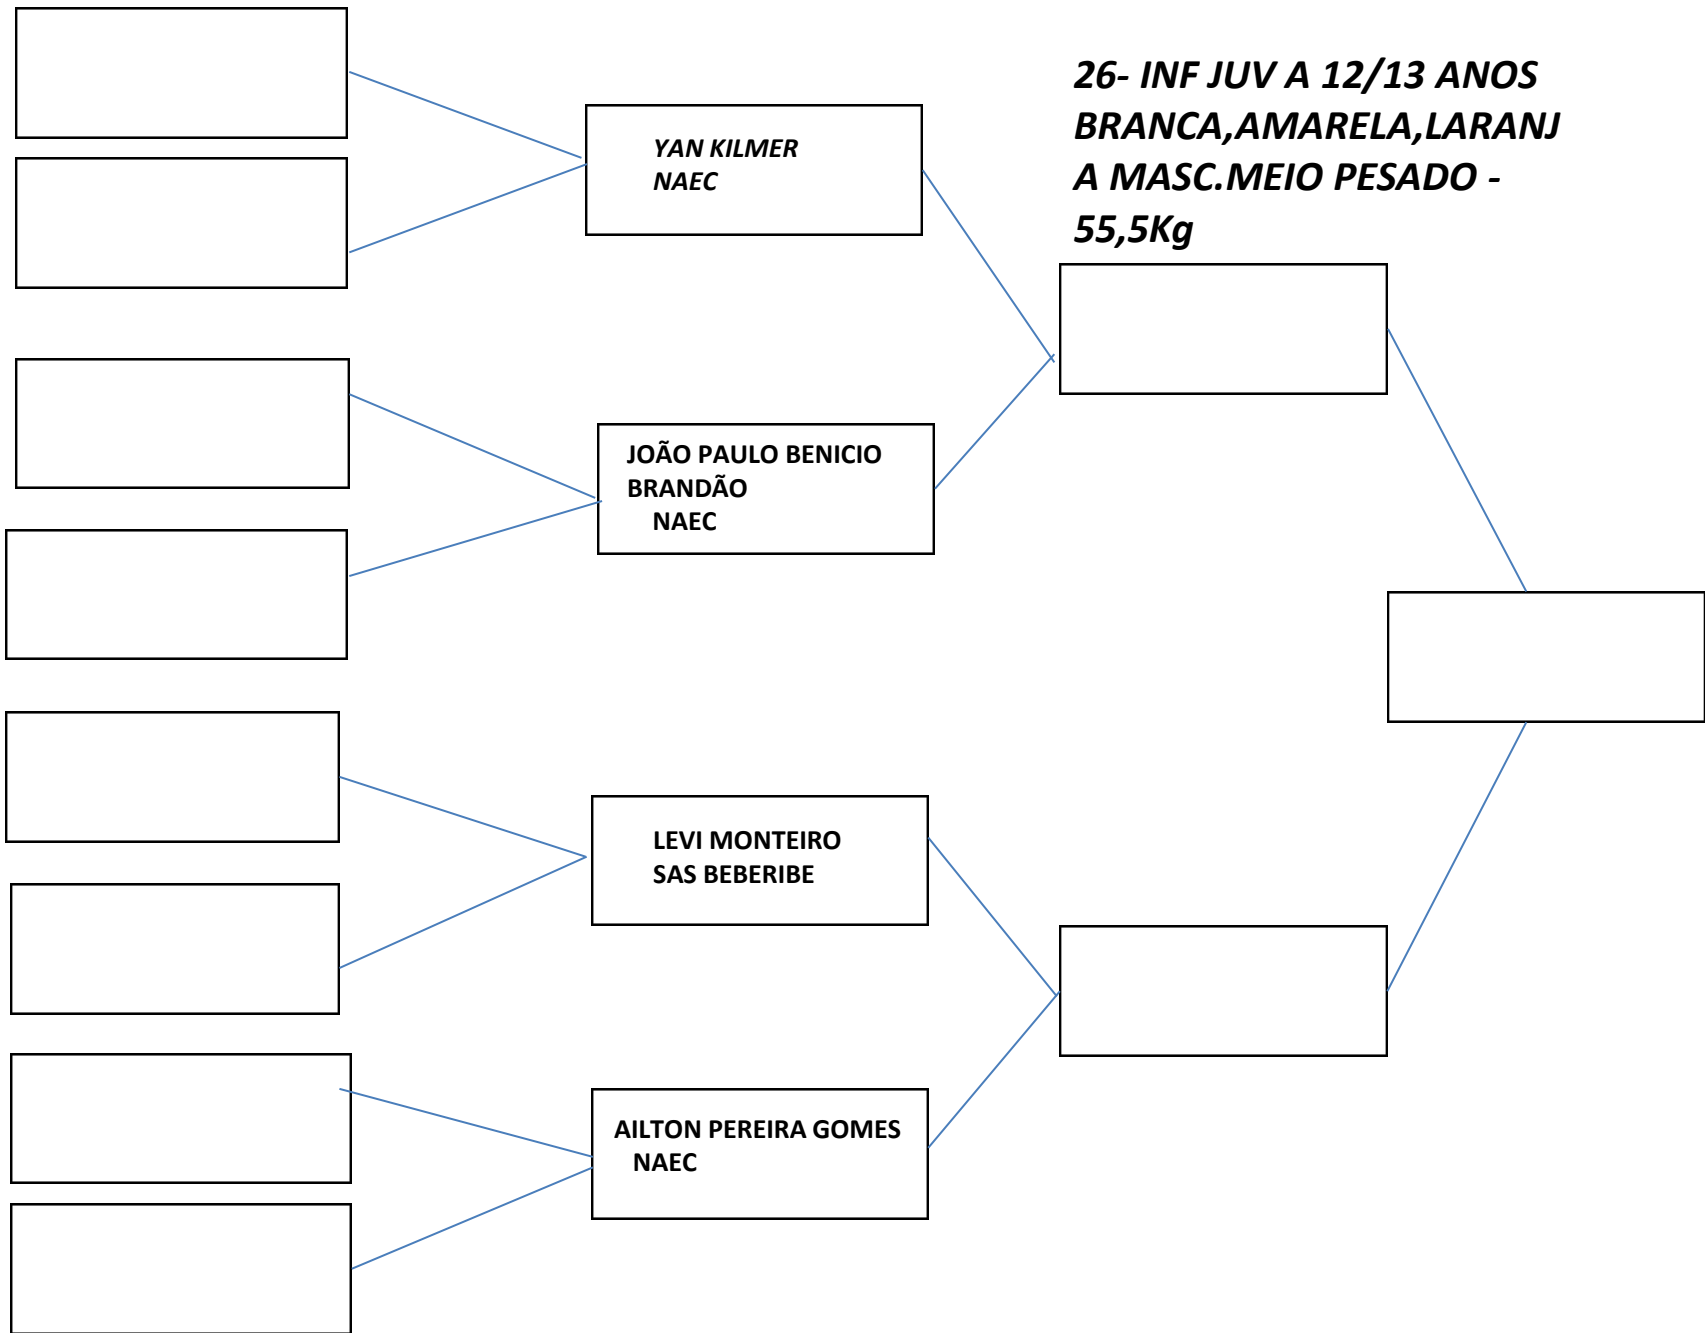 26- INF JUV A 12/13 ANOS
BRANCA,AMARELA,LARANJ
A MASC.MEIO PESADO -
55,5Kg
YAN KILMER
NAEC
JOÃO PAULO BENICIO
BRANDÃO
NAEC
LEVI MONTEIRO
SAS BEBERIBE
AILTON PEREIRA GOMES
NAEC